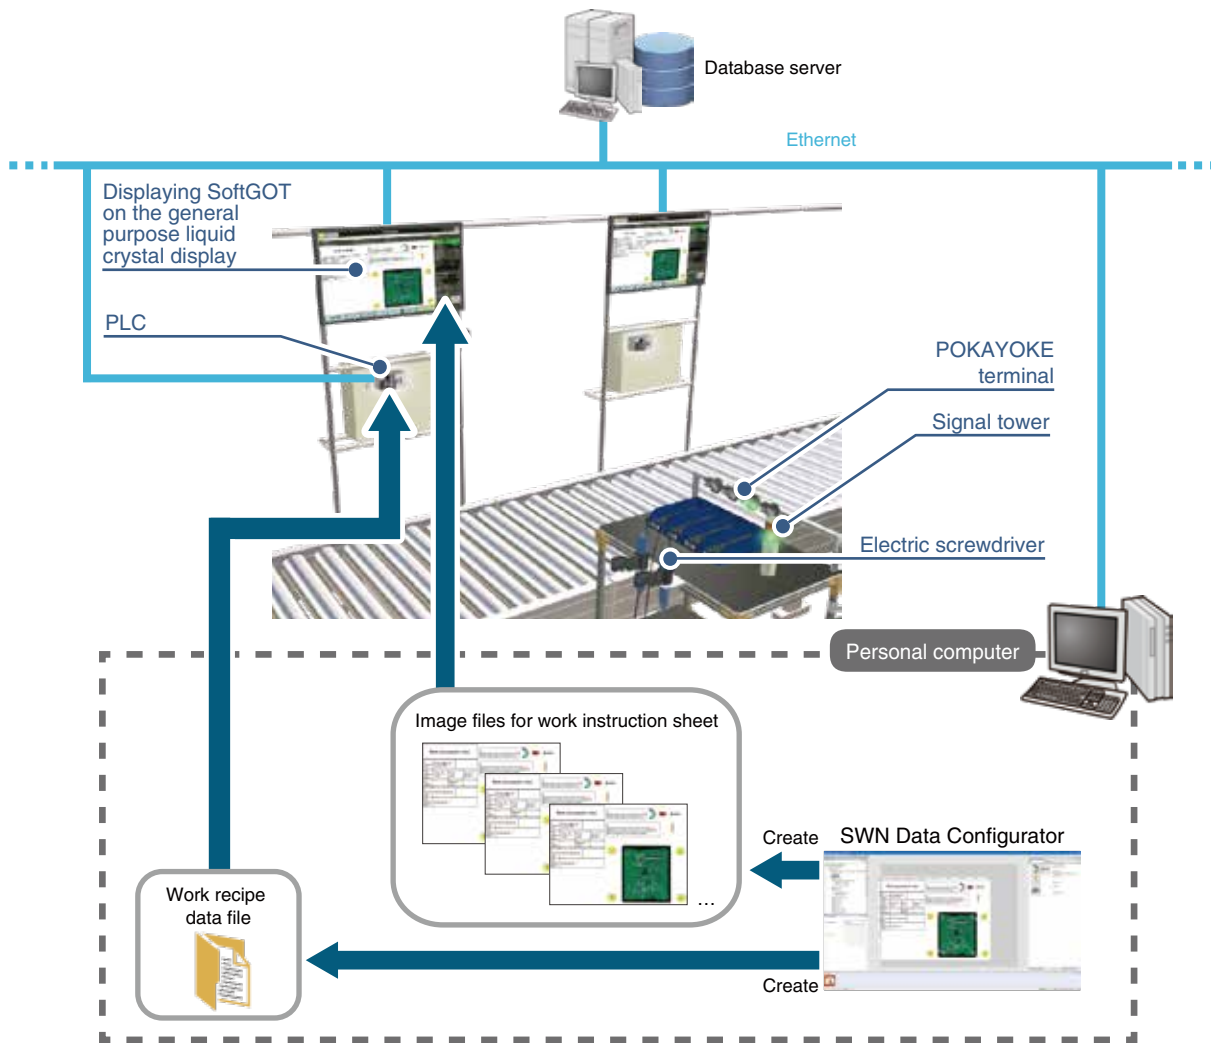 Database server
Ethernet
Displaying SoftGOT
on the general
purpose liquid
crystal display
PLC
POKAYOKE
terminal
Signal tower
Electric screwdriver
Personal computer
Image files for work instruction sheet
...
Create
SWN Data Configurator
Work recipe
data file
Create